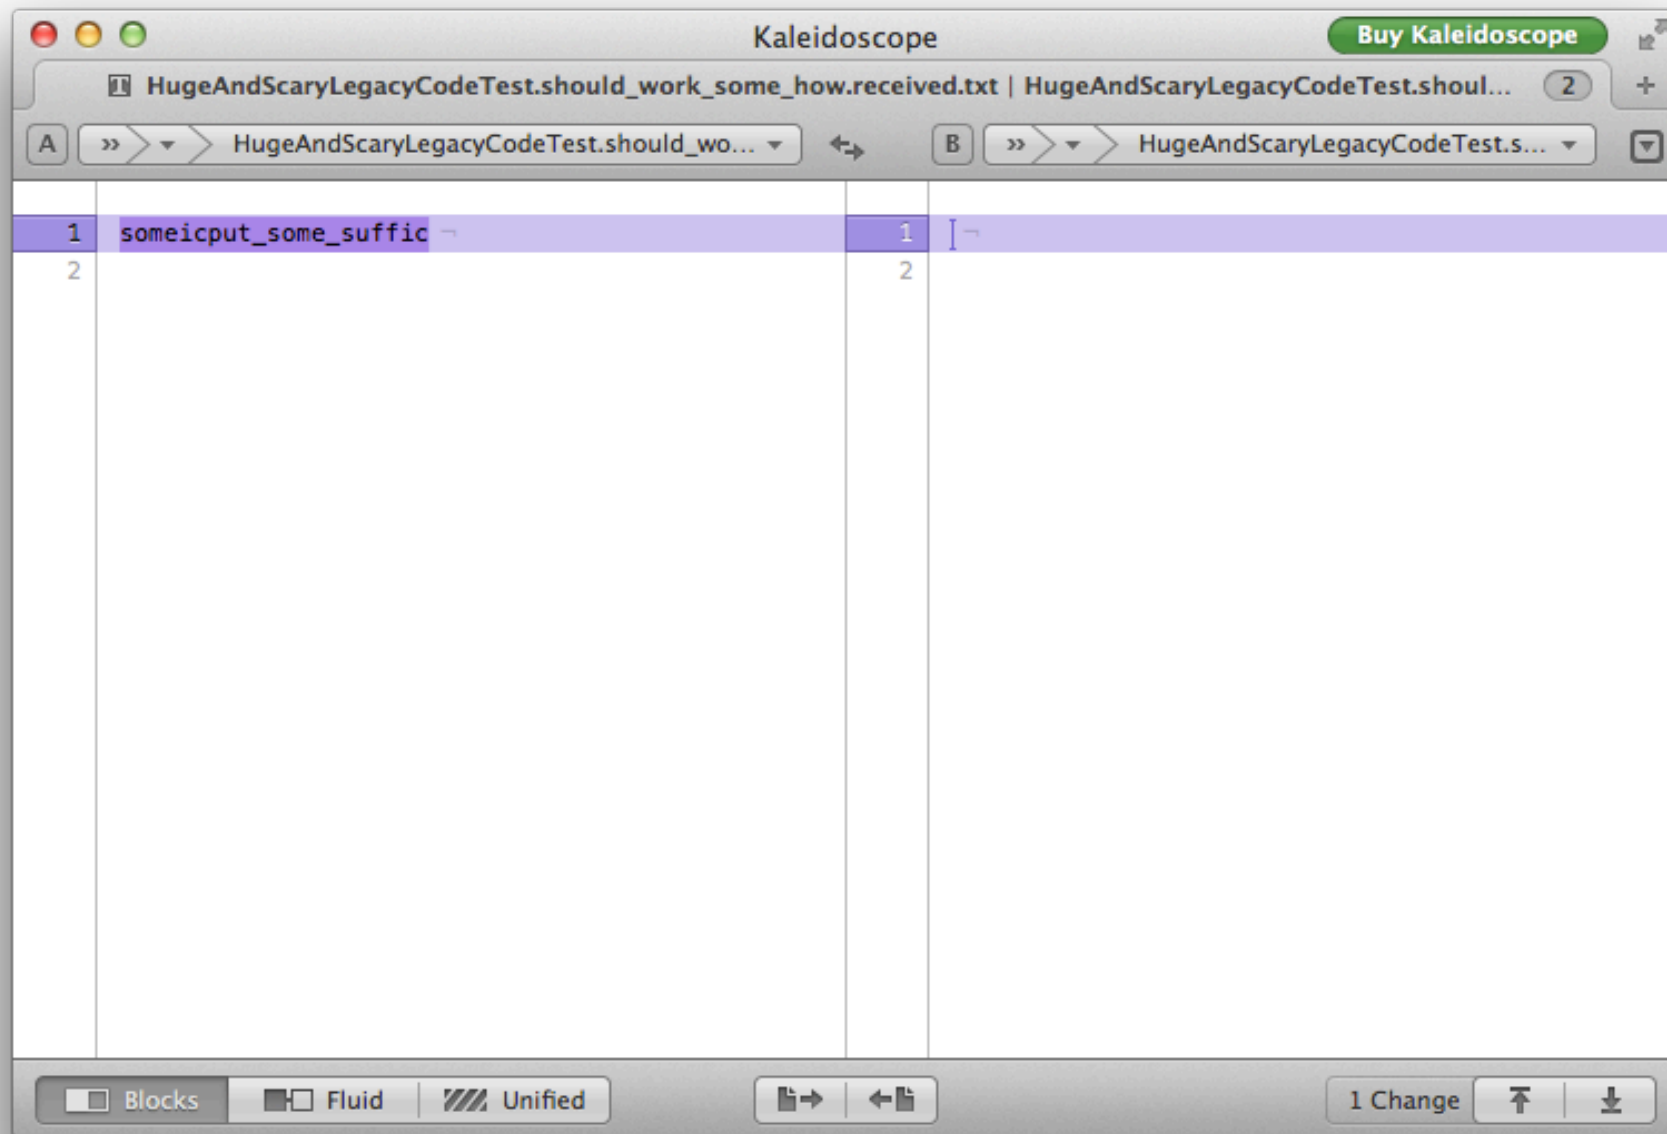 Kaleidoscope
Buy Kaleidoscope
HugeAndScaryLegacyCodeTest.should_work_some_how.received.txt | HugeAndScaryLegacyCodeTest.shoul... 2 +
A » HugeAndScaryLegacyCodeTest.should_wo... B » HugeAndScaryLegacyCodeTest.s...
1 someicput_some_suffic ¬ 1 ¬
2 2
Blocks Fluid Unified 1 Change